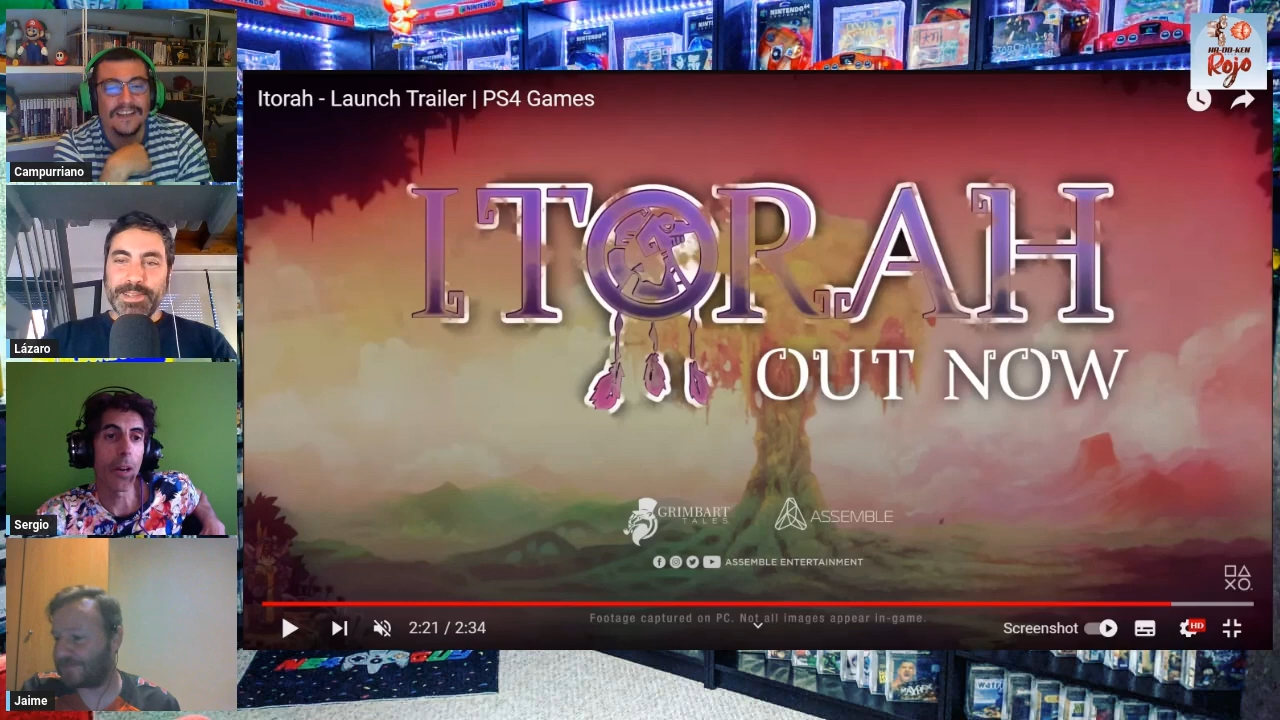 Campurriano
Lázaro
Sergio
Jaime
NINTENDO
HA-DO-KEN
Rojo
Itorah - Launch Trailer | PS4 Games
ITORAH
OUT NOW
GRIMBART
TALES
ASSEMBLE
ASSEMBLE ENTERTAINMENT
Footage captured on PC. Not all images appear in-game.
2:21 / 2:34
Screenshot
HD